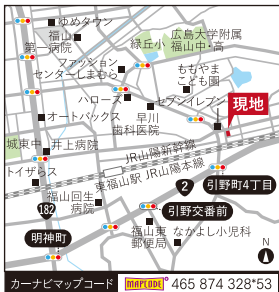 ゆめタウン
福山
第一病院
広島大学附属
福山中・高
緑丘小
ファッション
センターしまむら
ももやま
こども園
ハローズ
セブンイレブン
現地
オートバックス
早川
歯科医院
城東中
井上病院
JR山陽新幹線
JR山陽本線
東福山駅
トイザらス
2
引野町4丁目
182
福山回生
病院
引野交番前
明神町
福山東
郵便局
なかよし小児科
N
カーナビマップコード MAPCODE® 465 874 328*53